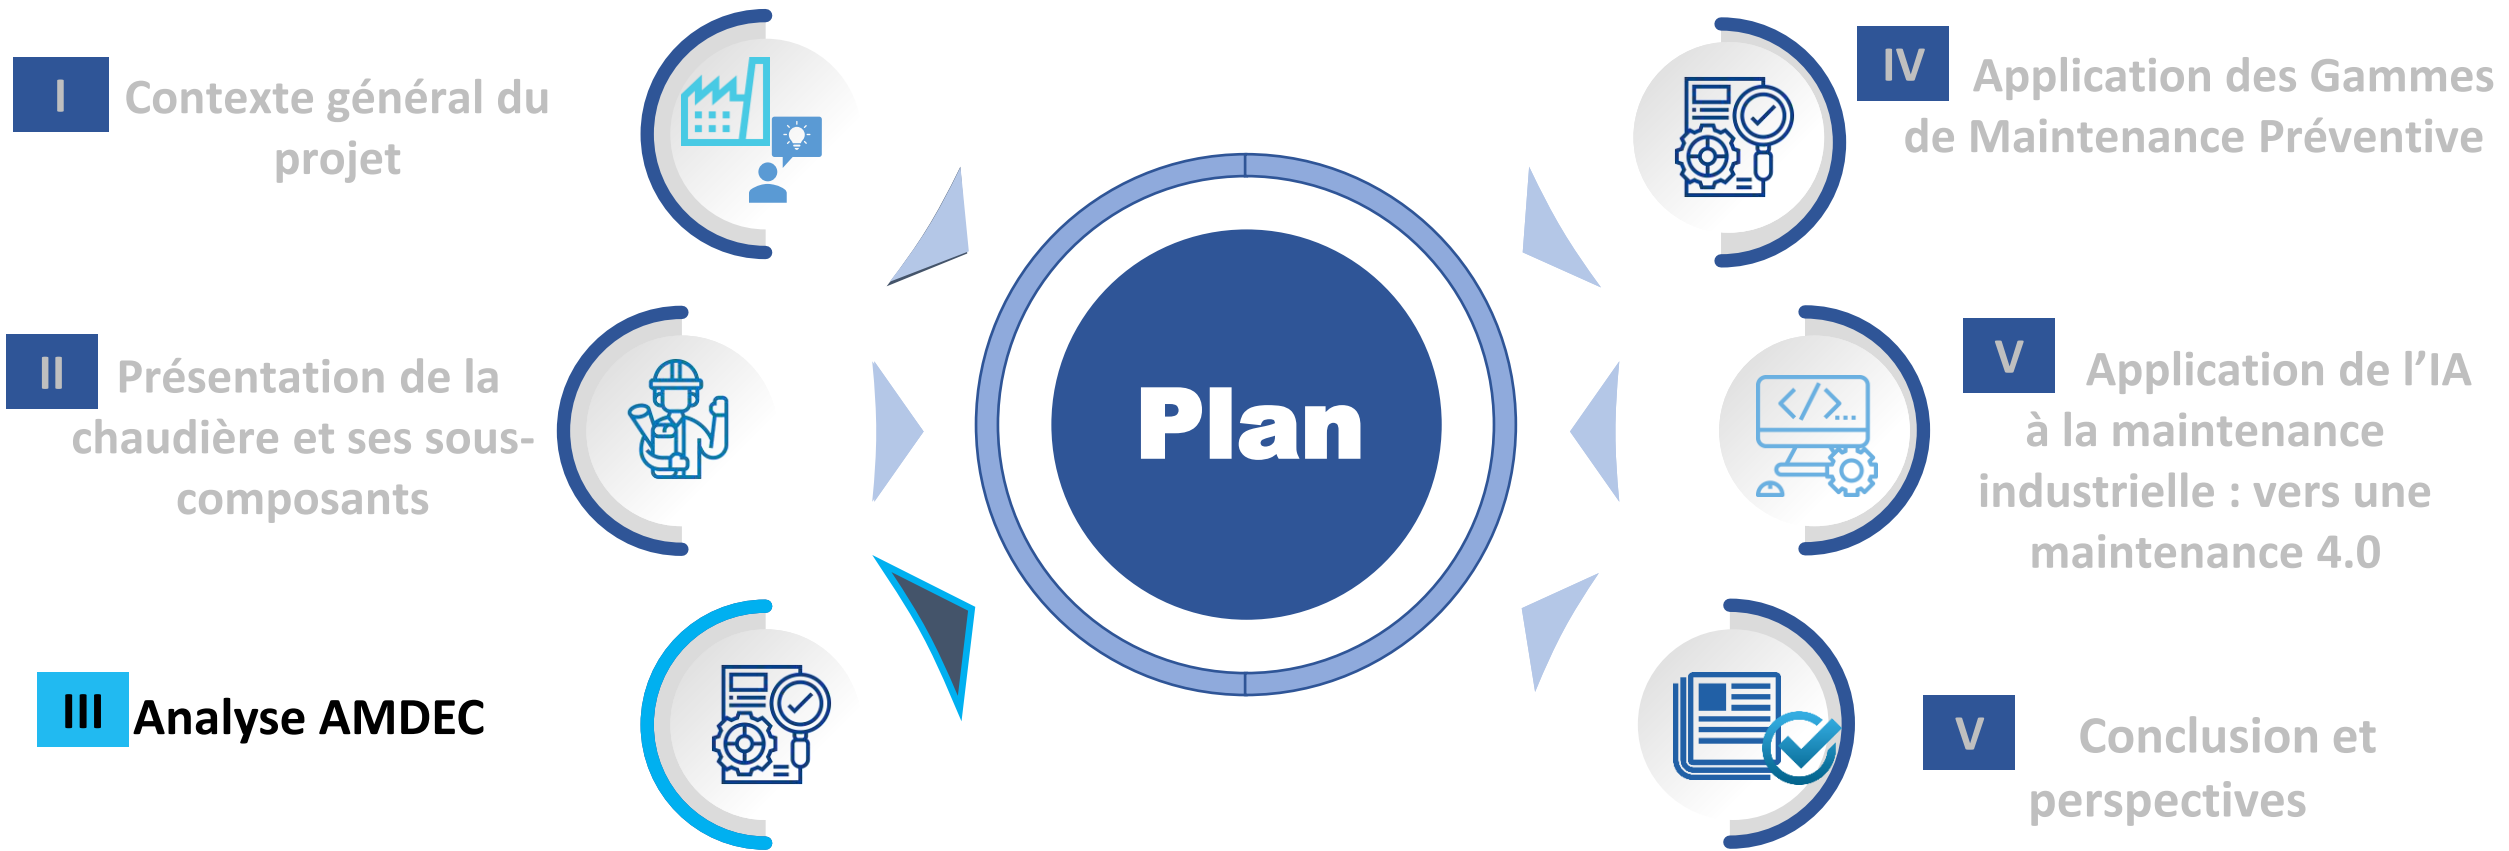 I
Contexte général du
projet
II
Présentation de la
chaudière et ses sous-
composants
III
Analyse AMDEC
Plan
IV
Application des Gammes
de Maintenance Préventive
V
Application de l’IA
à la maintenance
industrielle : vers une
maintenance 4.0
V
Conclusion et
perspectives